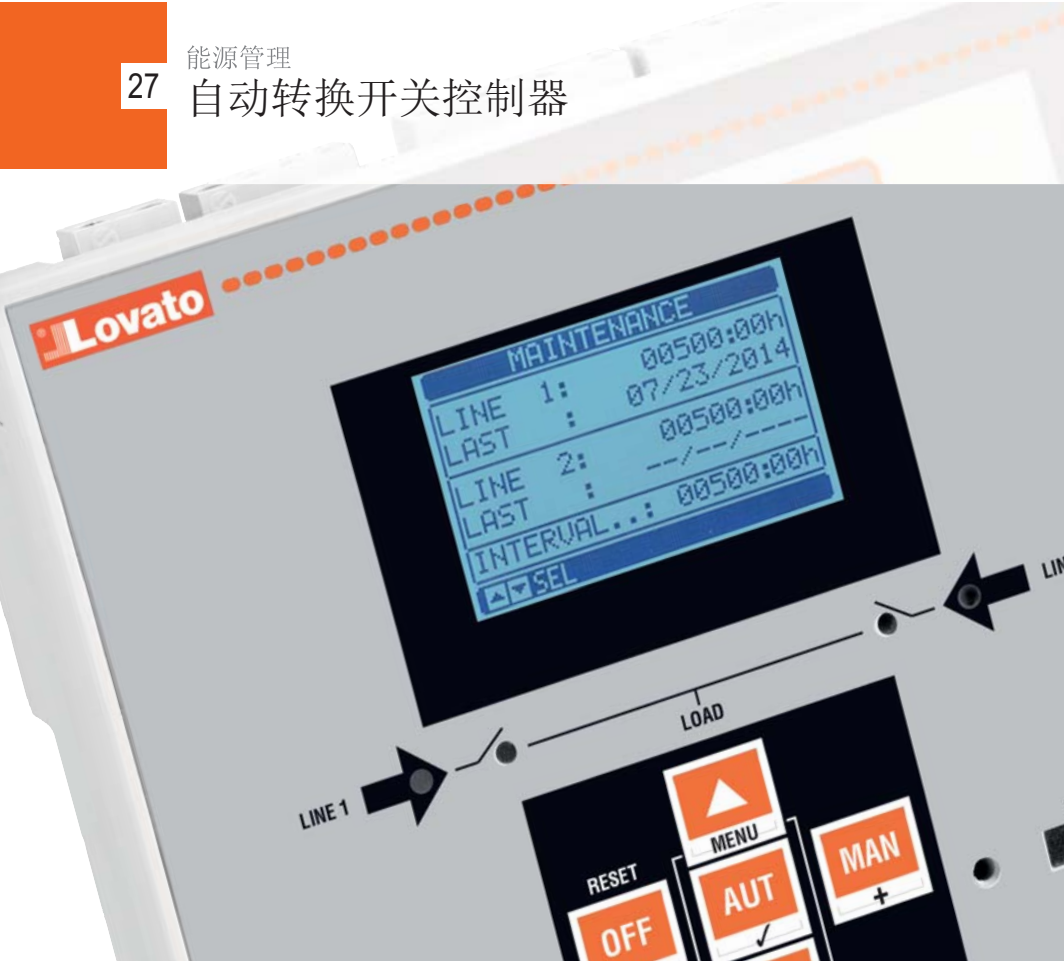 能源管理
27
自动转换开关控制器
Lovato
MAINTENANCE
LINE 1: 00500:00h
LAST : 07/23/2014
LINE 2: 00500:00h
LAST : --/--/----
INTERVAL..: 00500:00h
SEL
LOAD
LINE 1
MENU
RESET
AUT
MAN
+
OFF